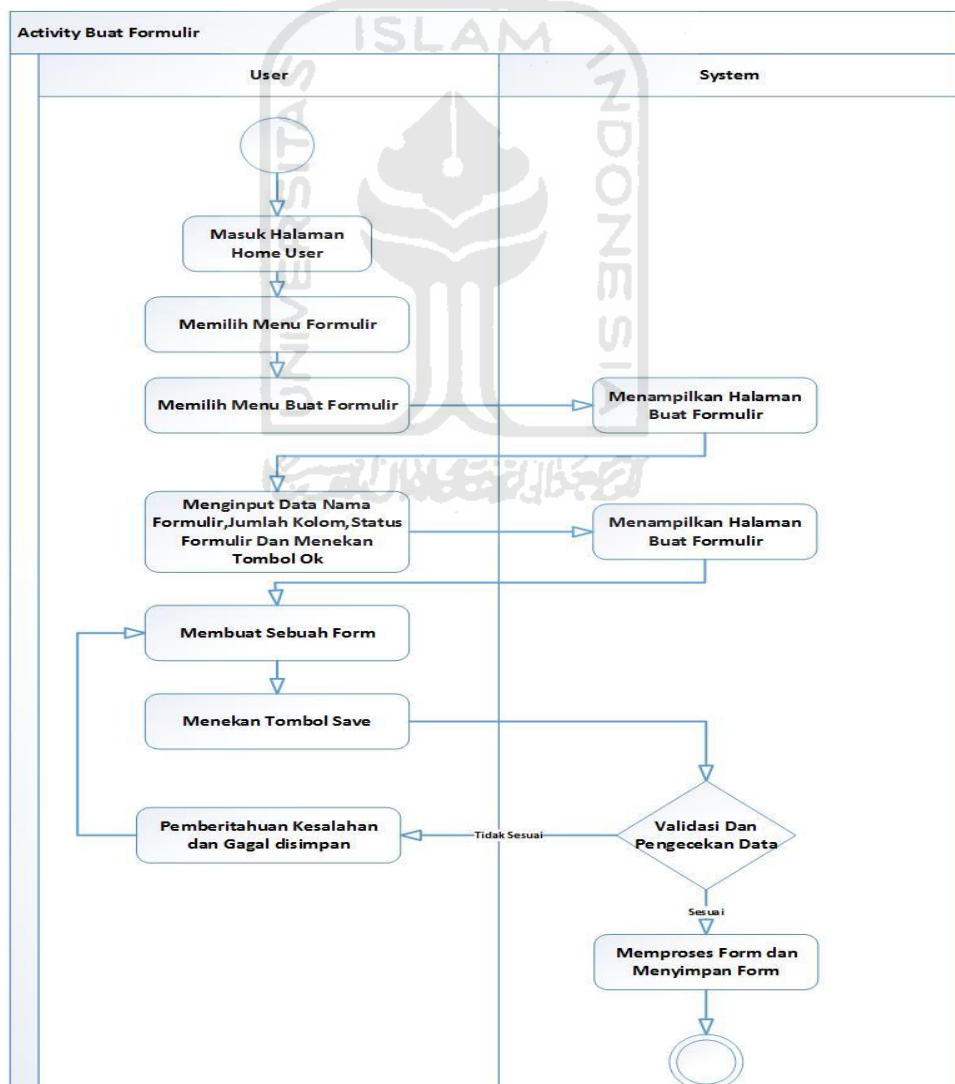 Activity Buat Formulir
User
System
Masuk Halaman
Home User
Memilih Menu Formulir
Memilih Menu Buat Formulir
Menampilkan Halaman
Buat Formulir
Menginput Data Nama
Formulir,Jumlah Kolom,Status
Formulir Dan Menekan
Tombol Ok
Menampilkan Halaman
Buat Formulir
Membuat Sebuah Form
Menekan Tombol Save
Validasi Dan
Pengecekan Data
Tidak Sesuai
Pemberitahuan Kesalahan
dan Gagal disimpan
Sesuai
Memproses Form dan
Menyimpan Form
UNIVERSITAS
ISLAM
INDONESIA